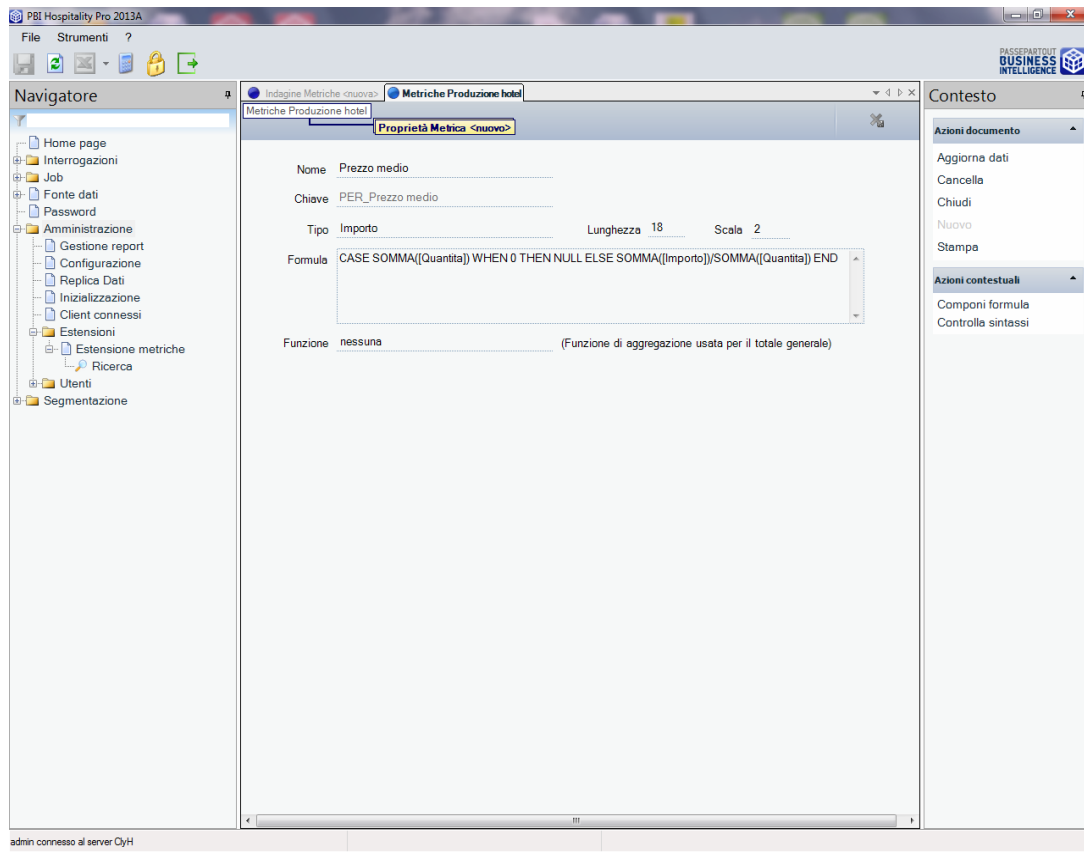 PBI Hospitality Pro 2013A
File Strumenti ?
PASSEPARTOUT
BUSINESS
INTELLIGENCE
Navigatore
Home page
Interrogazioni
Job
Fonte dati
Password
Amministrazione
Gestione report
Configurazione
Replica Dati
Inizializzazione
Client connessi
Estensioni
Estensione metriche
Ricerca
Utenti
Segmentazione
Indagine Metriche <nuova> Metriche Produzione hotel
Metriche Produzione hotel
Proprietà Metrica <nuovo>
Nome Prezzo medio
Chiave PER_Prezzo medio
Tipo Importo Lunghezza 18 Scala 2
Formula CASE SOMMA([Quantita]) WHEN 0 THEN NULL ELSE SOMMA([Importo])/SOMMA([Quantita]) END
Funzione nessuna (Funzione di aggregazione usata per il totale generale)
Contesto
Azioni documento
Aggiorna dati
Cancella
Chiudi
Nuovo
Stampa
Azioni contestuali
Componi formula
Controlla sintassi
admin connesso al server ClyH